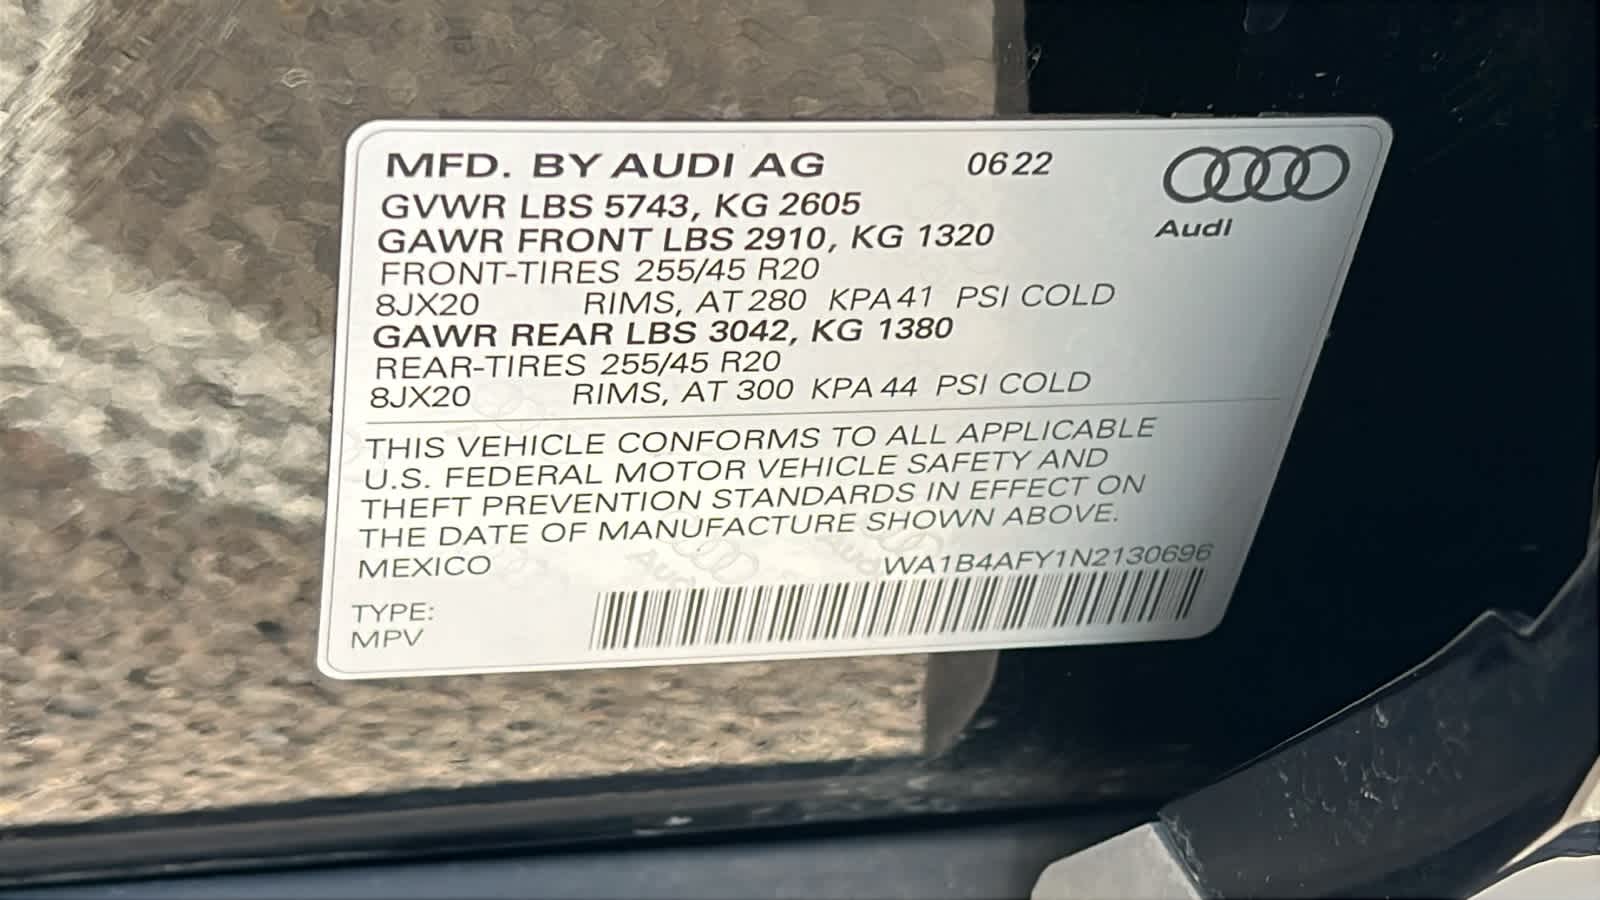 MFD. BY AUDI AG 0622
Audi
GVWR LBS 5743, KG 2605
GAWR FRONT LBS 2910, KG 1320
FRONT-TIRES 255/45 R20
8JX20 RIMS, AT 280 KPA 41 PSI COLD
GAWR REAR LBS 3042, KG 1380
REAR-TIRES 255/45 R20
8JX20 RIMS, AT 300 KPA 44 PSI COLD
THIS VEHICLE CONFORMS TO ALL APPLICABLE
U.S. FEDERAL MOTOR VEHICLE SAFETY AND
THEFT PREVENTION STANDARDS IN EFFECT ON
THE DATE OF MANUFACTURE SHOWN ABOVE.
MEXICO WA1B4AFY1N2130696
TYPE:
MPV